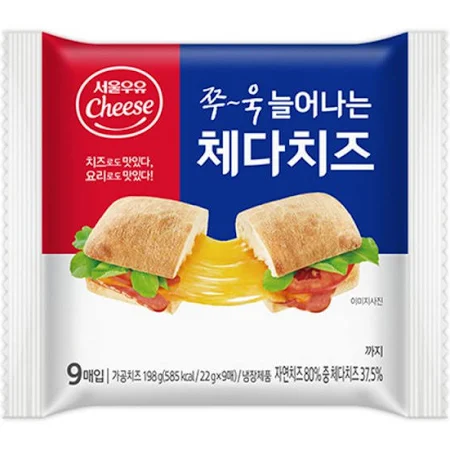 서울우유
Cheese
쭈~욱 늘어나는
체다치즈
치즈로도 맛있다,
요리로도 맛있다!
이미지사진
까지
9매입 가공치즈 198g(585 kcal / 22g×9매) / 냉장제품 자연치즈 80% 중 체다치즈 37.5%